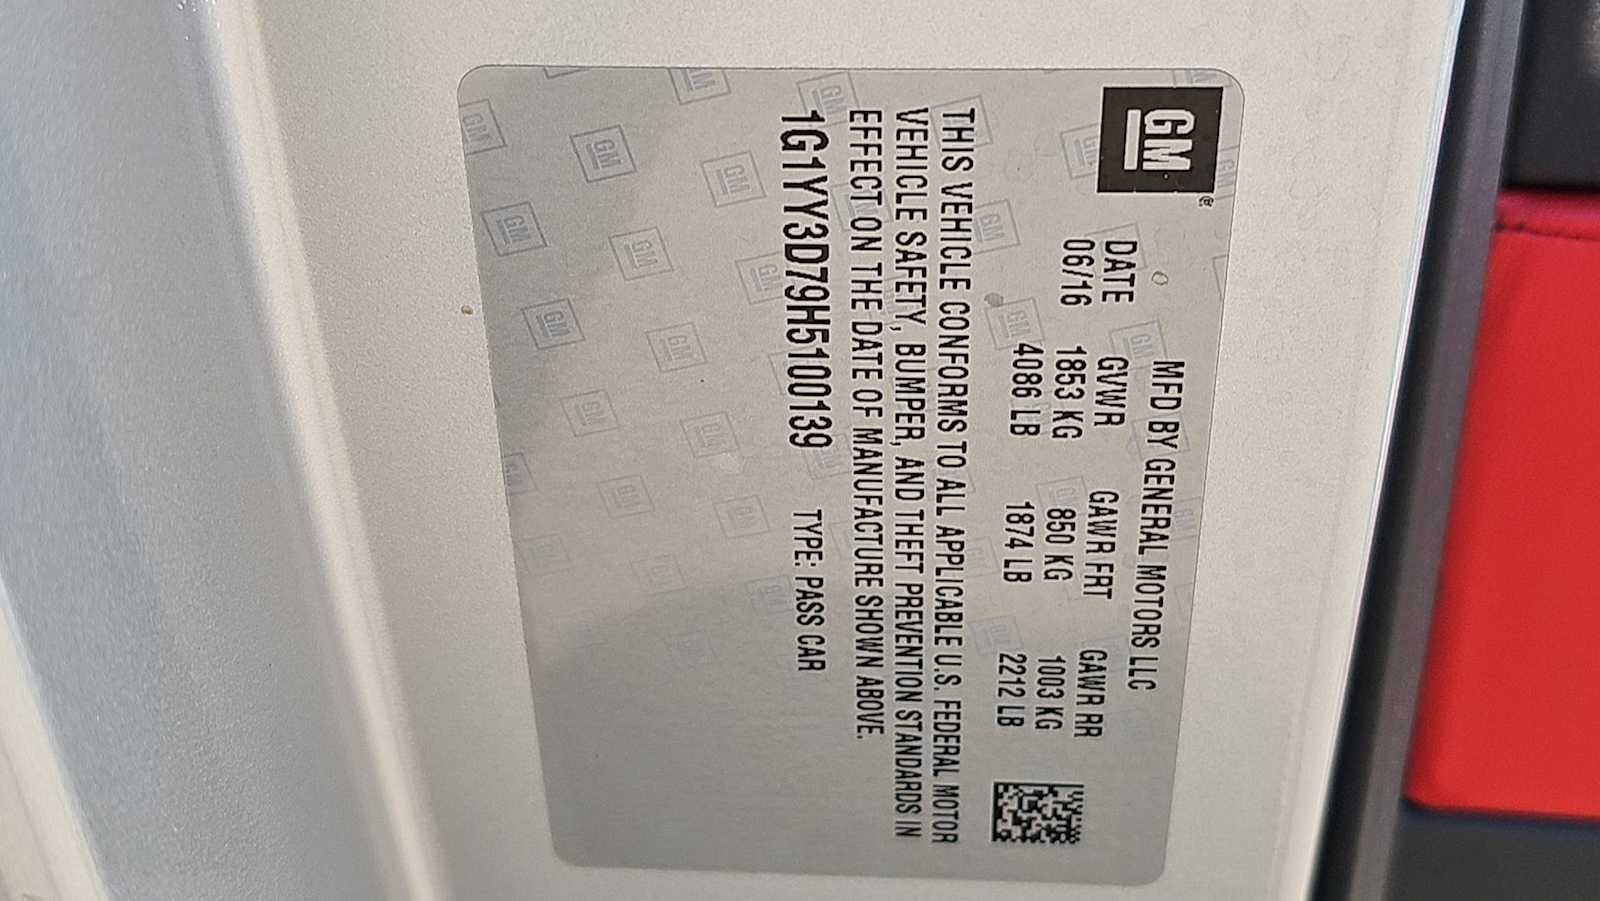 GM
MFD BY GENERAL MOTORS LLC
DATE GVWR GAWR FRT GAWR RR
06/16 1853 KG 850 KG 1003 KG
4086 LB 1874 LB 2212 LB
THIS VEHICLE CONFORMS TO ALL APPLICABLE U.S. FEDERAL MOTOR
VEHICLE SAFETY, BUMPER, AND THEFT PREVENTION STANDARDS IN
EFFECT ON THE DATE OF MANUFACTURE SHOWN ABOVE.
1G1YY3D79H5100139 TYPE: PASS CAR